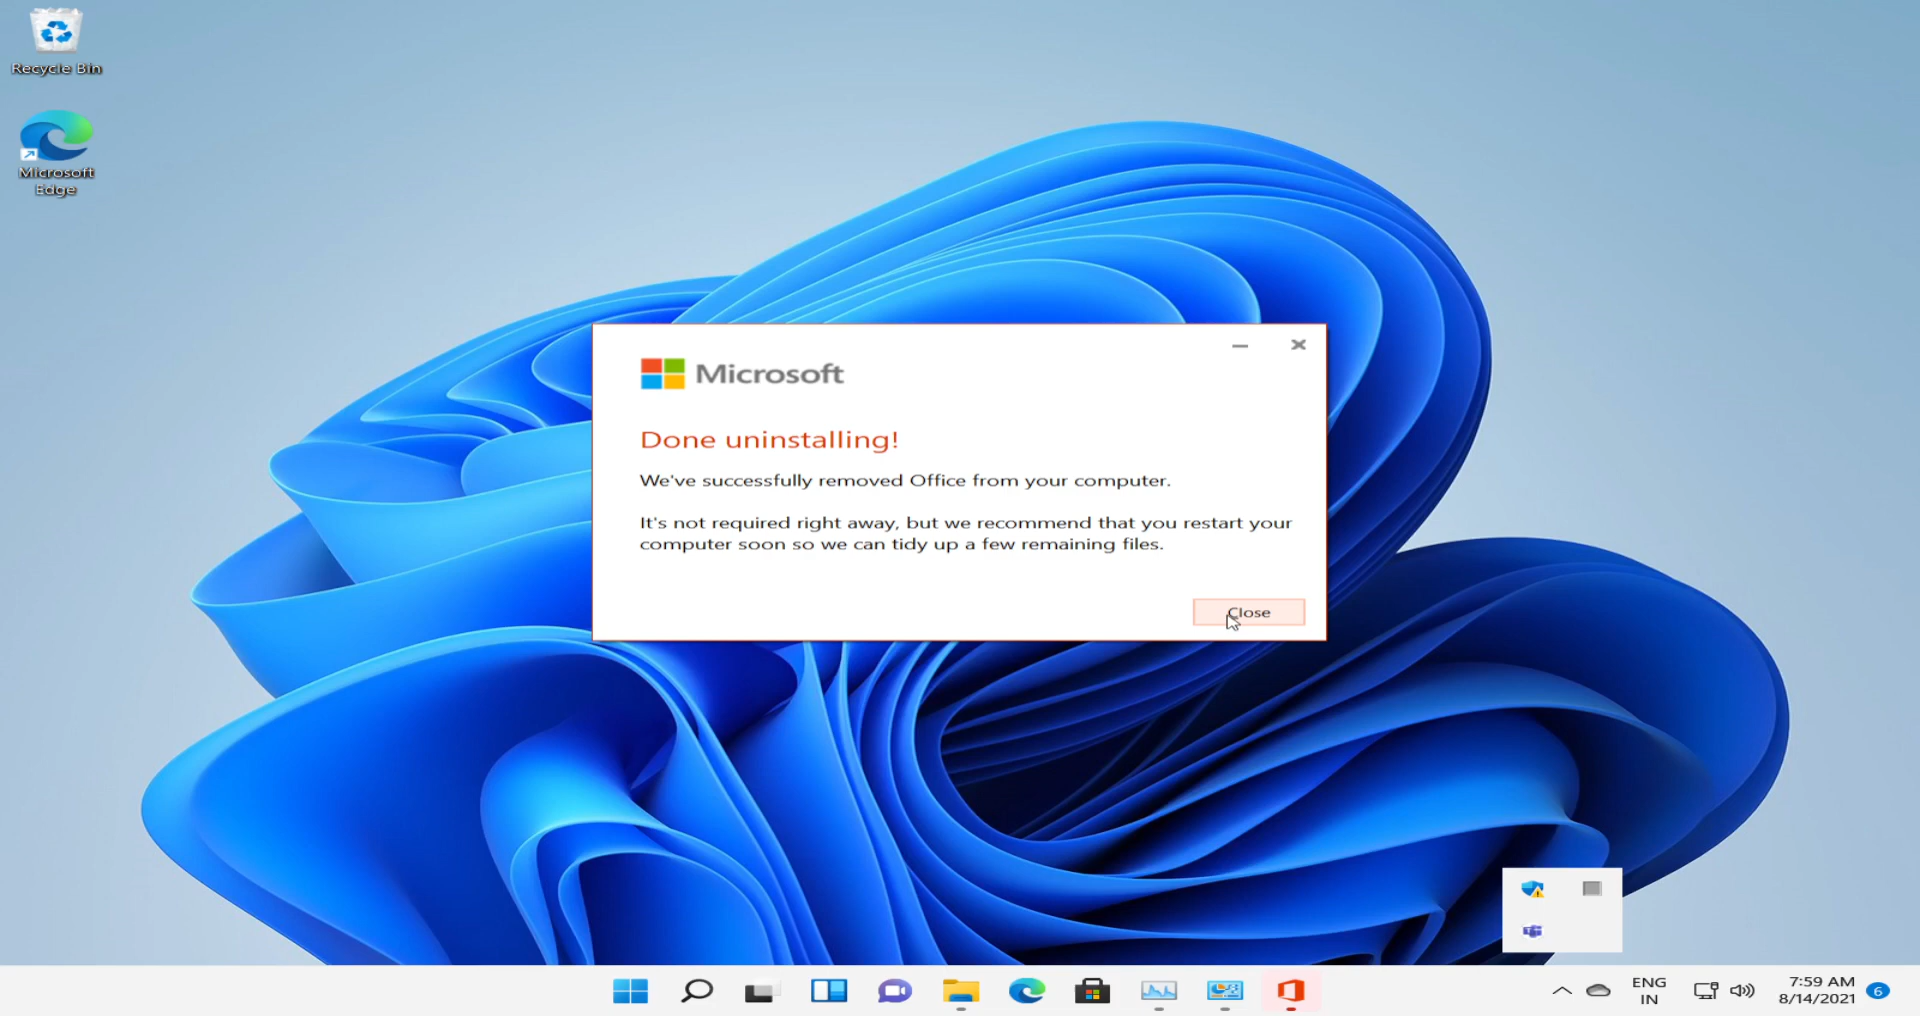 Recycle Bin
Microsoft
Edge
Microsoft
Done uninstalling!
We've successfully removed Office from your computer.
It's not required right away, but we recommend that you restart your
computer soon so we can tidy up a few remaining files.
Close
ENG
IN
7:59 AM
8/14/2021
6